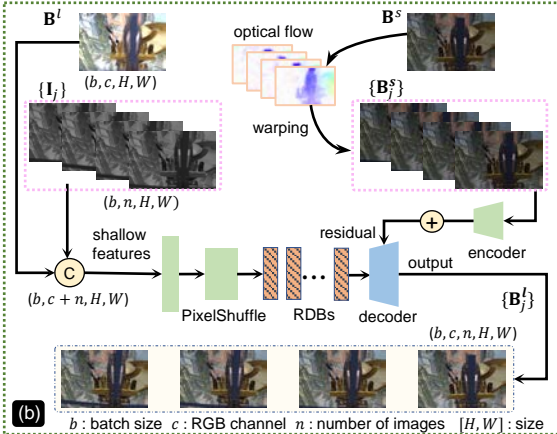 B^l
B^s
optical flow
(b, c, H, W)
{I_j}
{B_j^s}
warping
(b, n, H, W)
residual
+
encoder
shallow
features
C
output
(b, c + n, H, W)
PixelShuffle
RDBs
decoder
{B_j^l}
(b, c, n, H, W)
(b)
b : batch size c : RGB channel n : number of images [H, W] : size